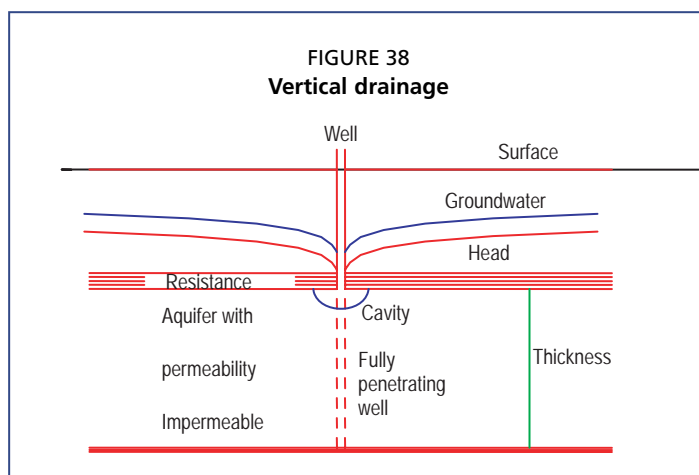 FIGURE 38
Vertical drainage
Well
Surface
Groundwater
Head
Resistance
Aquifer with
permeability
Impermeable
Cavity
Fully
penetrating
well
Thickness